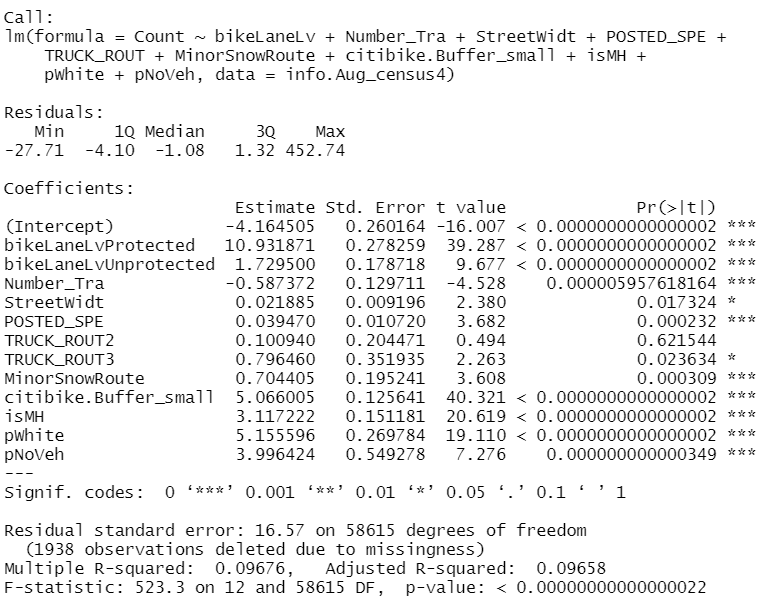 Call:
lm(formula = Count ~ bikeLaneLv + Number_Tra + StreetWidt + POSTED_SPE +
    TRUCK_ROUT + MinorSnowRoute + citibike.Buffer_small + isMH +
    pWhite + pNoVeh, data = info.Aug_census4)

Residuals:
   Min     1Q Median     3Q    Max
-27.71  -4.10  -1.08   1.32 452.74

Coefficients:
                       Estimate Std. Error t value             Pr(>|t|)
(Intercept)           -4.164505   0.260164 -16.007 < 0.0000000000000002 ***
bikeLaneLvProtected   10.931871   0.278259  39.287 < 0.0000000000000002 ***
bikeLaneLvUnprotected  1.729500   0.178718   9.677 < 0.0000000000000002 ***
Number_Tra            -0.587372   0.129711  -4.528    0.000005957618164 ***
StreetWidt             0.021885   0.009196   2.380             0.017324 *
POSTED_SPE             0.039470   0.010720   3.682             0.000232 ***
TRUCK_ROUT2            0.100940   0.204471   0.494             0.621544
TRUCK_ROUT3            0.796460   0.351935   2.263             0.023634 *
MinorSnowRoute         0.704405   0.195241   3.608             0.000309 ***
citibike.Buffer_small  5.066005   0.125641  40.321 < 0.0000000000000002 ***
isMH                   3.117222   0.151181  20.619 < 0.0000000000000002 ***
pWhite                 5.155596   0.269784  19.110 < 0.0000000000000002 ***
pNoVeh                 3.996424   0.549278   7.276    0.000000000000349 ***
---
Signif. codes:  0 ‘***’ 0.001 ‘**’ 0.01 ‘*’ 0.05 ‘.’ 0.1 ‘ ’ 1

Residual standard error: 16.57 on 58615 degrees of freedom
  (1938 observations deleted due to missingness)
Multiple R-squared:  0.09676,	Adjusted R-squared:  0.09658
F-statistic: 523.3 on 12 and 58615 DF,  p-value: < 0.00000000000000022